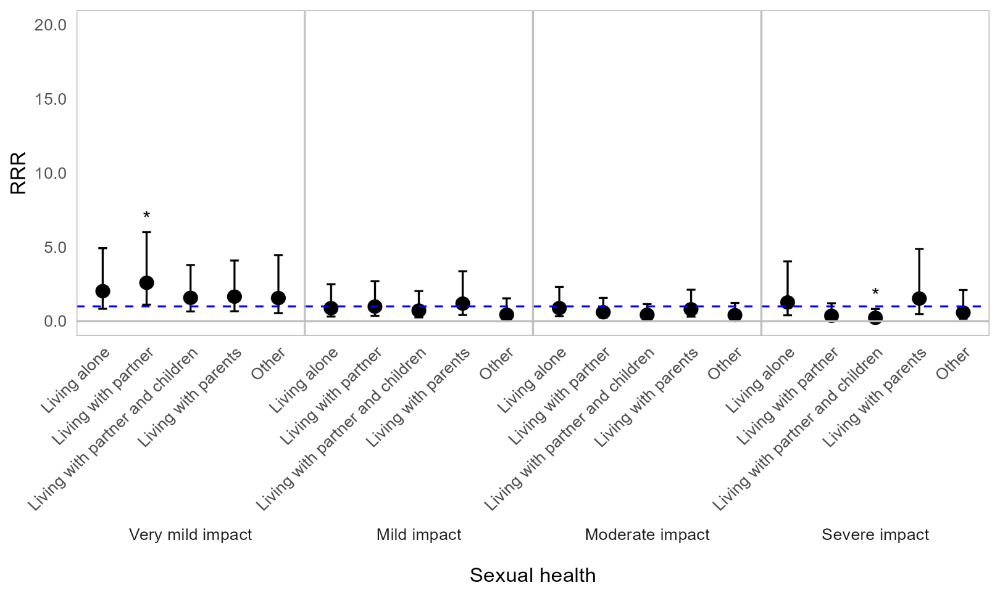 20.0
15.0
10.0
5.0
0.0
RRR
*
*
Living alone
Living with partner
Living with partner and children
Living with parents
Other
Living alone
Living with partner
Living with partner and children
Living with parents
Other
Living alone
Living with partner
Living with partner and children
Living with parents
Other
Living alone
Living with partner
Living with partner and children
Living with parents
Other
Very mild impact
Mild impact
Moderate impact
Severe impact
Sexual health